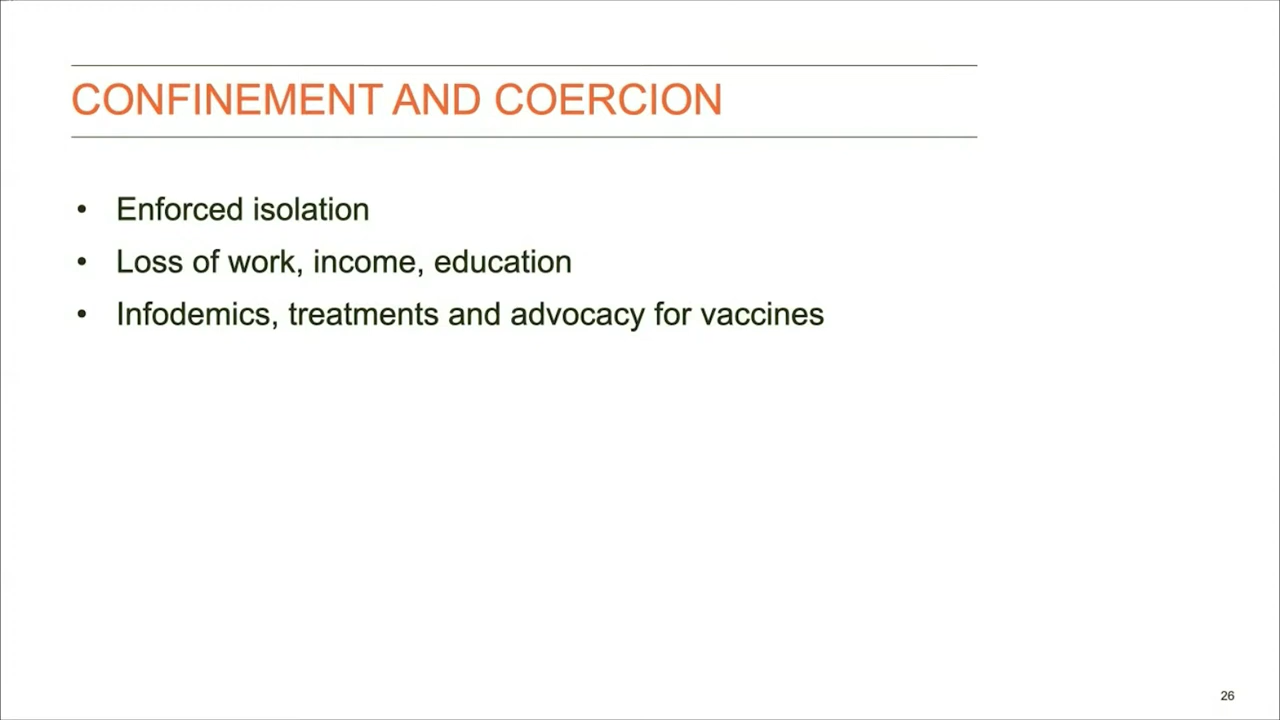 CONFINEMENT AND COERCION
• Enforced isolation
• Loss of work, income, education
• Infodemics, treatments and advocacy for vaccines
26